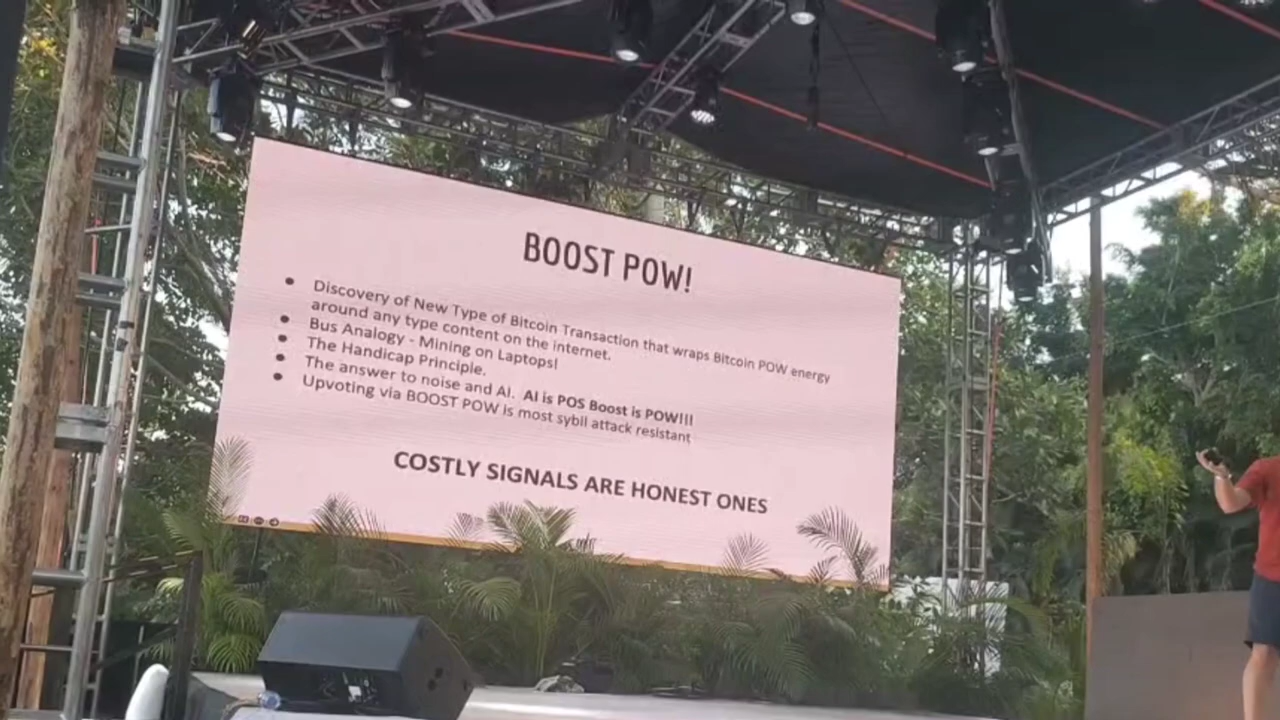 BOOST POW!
• Discovery of New Type of Bitcoin Transaction that wraps Bitcoin POW energy
around any type content on the internet.
• Bus Analogy - Mining on Laptops!
• The Handicap Principle.
• The answer to noise and AI. AI is POS Boost is POW!!!
• Upvoting via BOOST POW is most sybil attack resistant
COSTLY SIGNALS ARE HONEST ONES